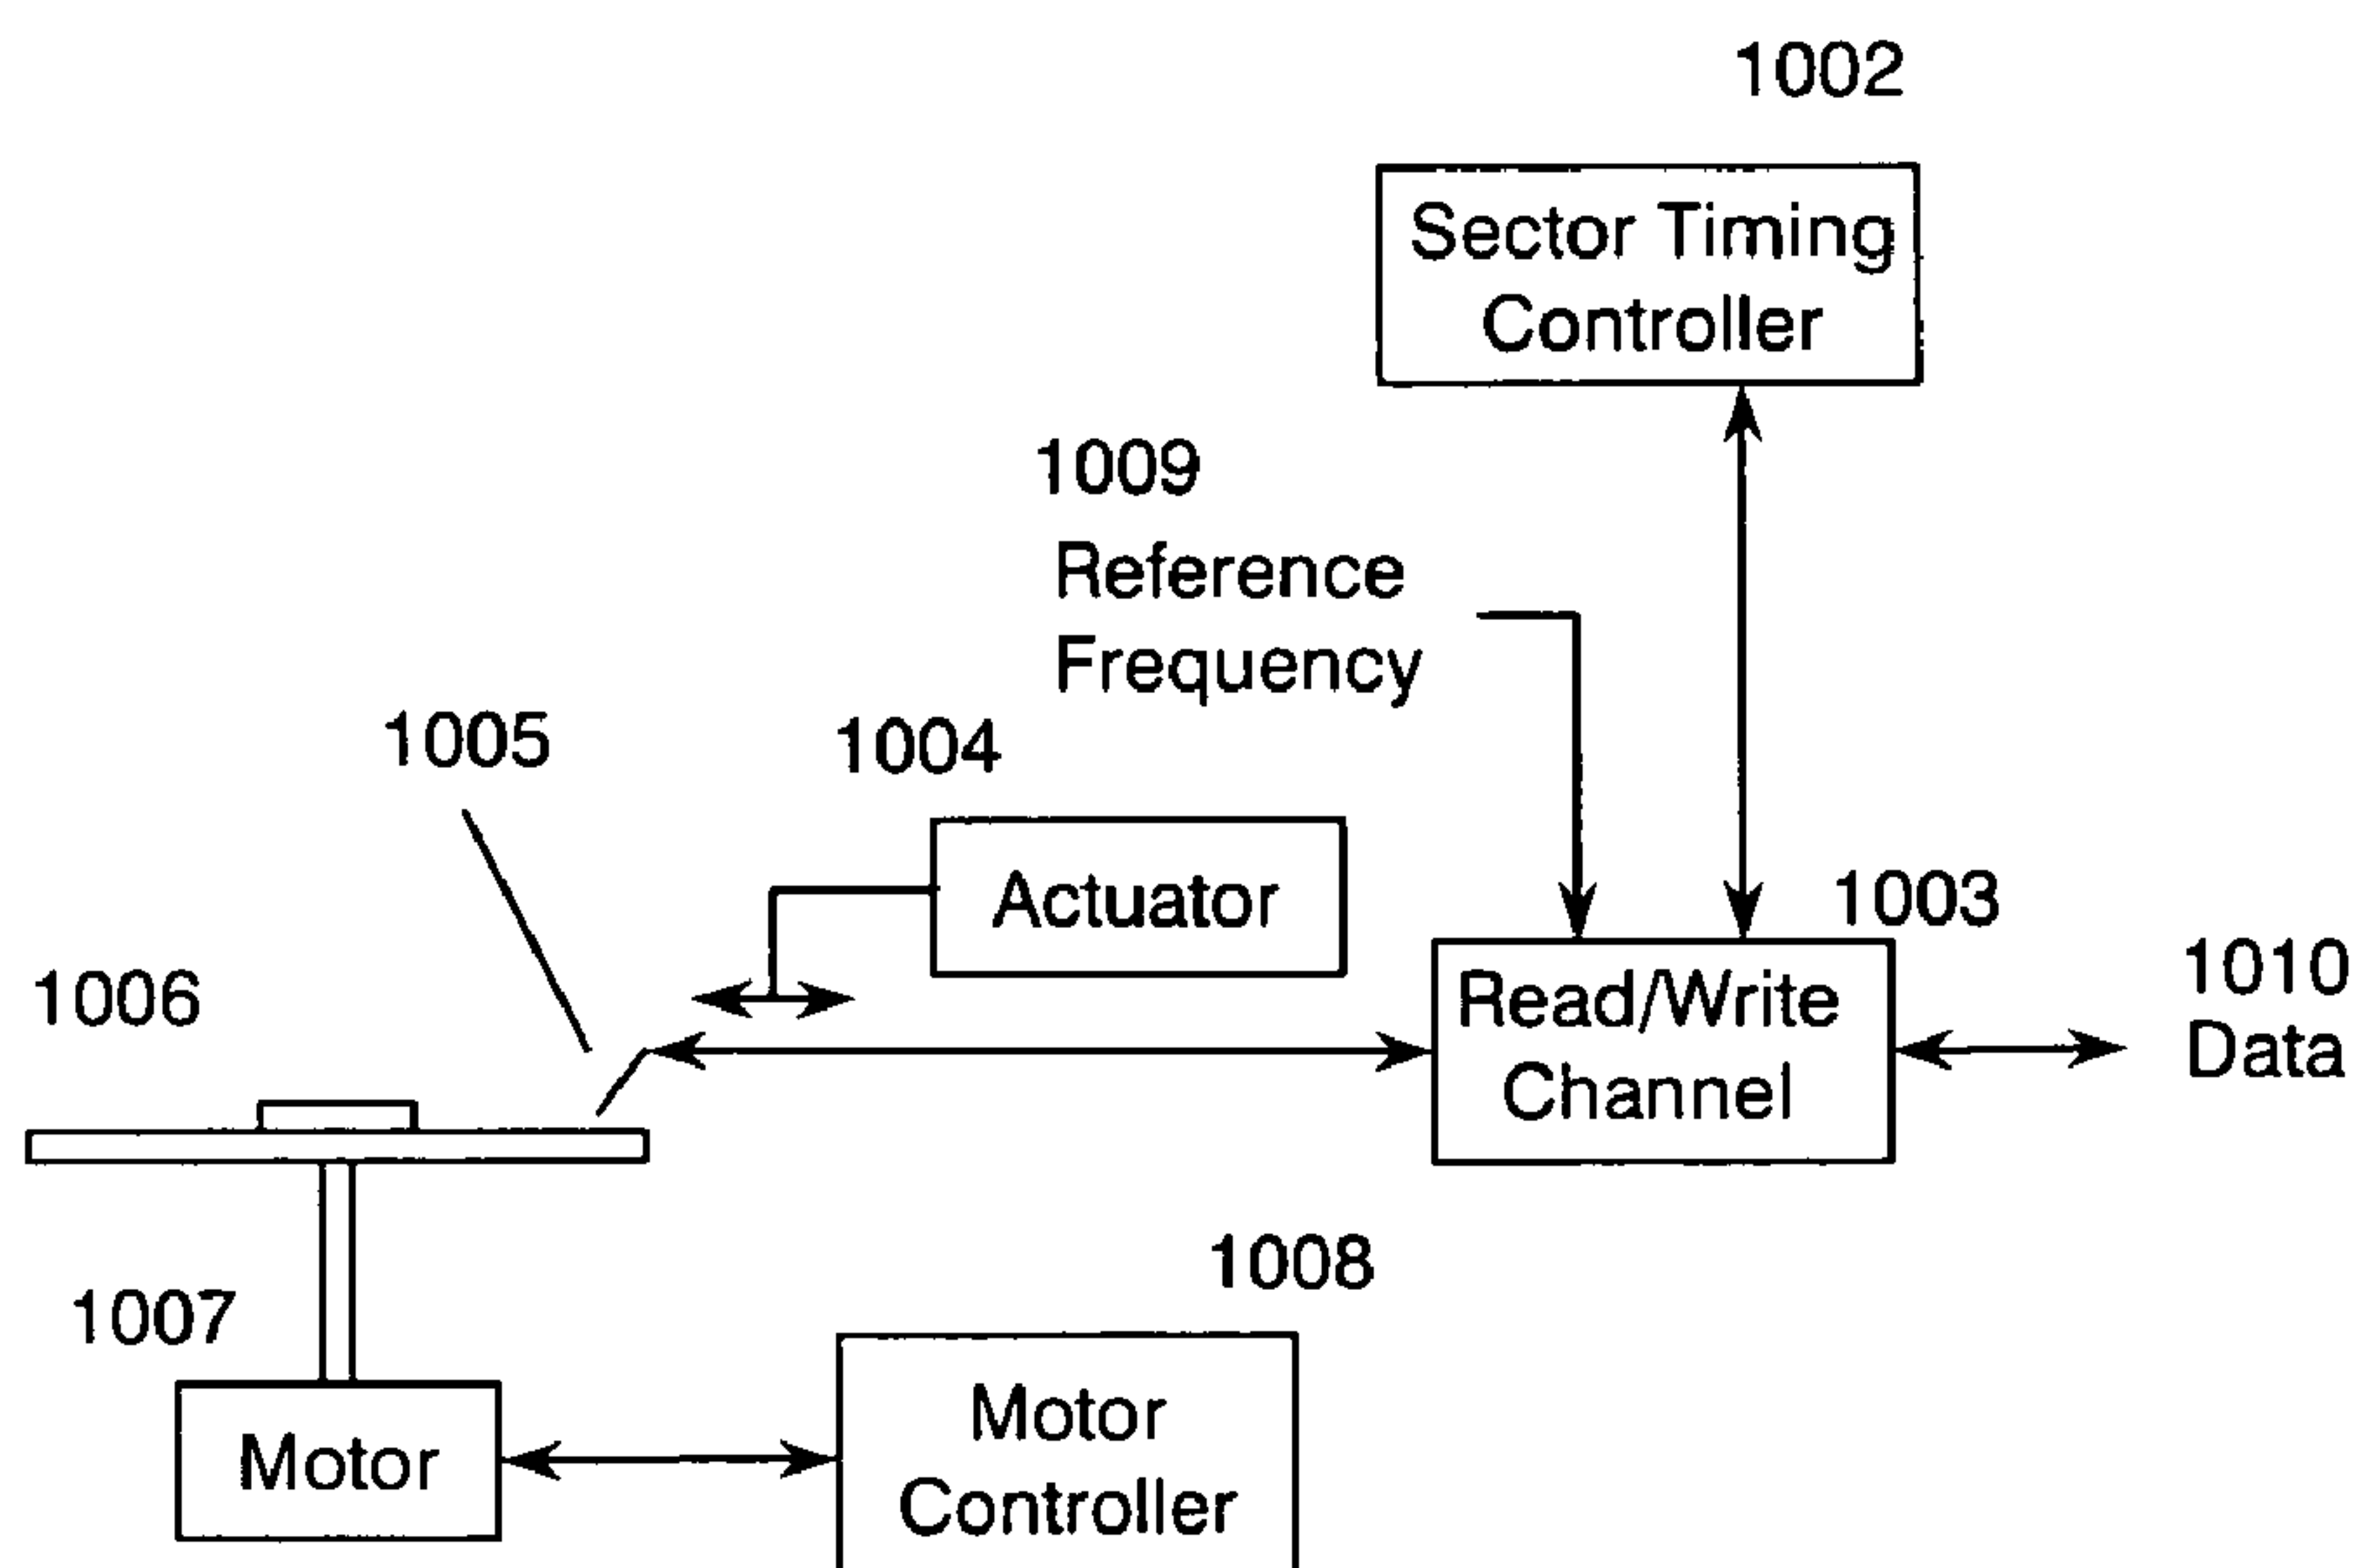 1002
Sector Timing
Controller
1009
Reference
Frequency
1005
1004
Actuator
1003
1006
Read/Write
Channel
1010
Data
1008
1007
Motor
Controller
Motor